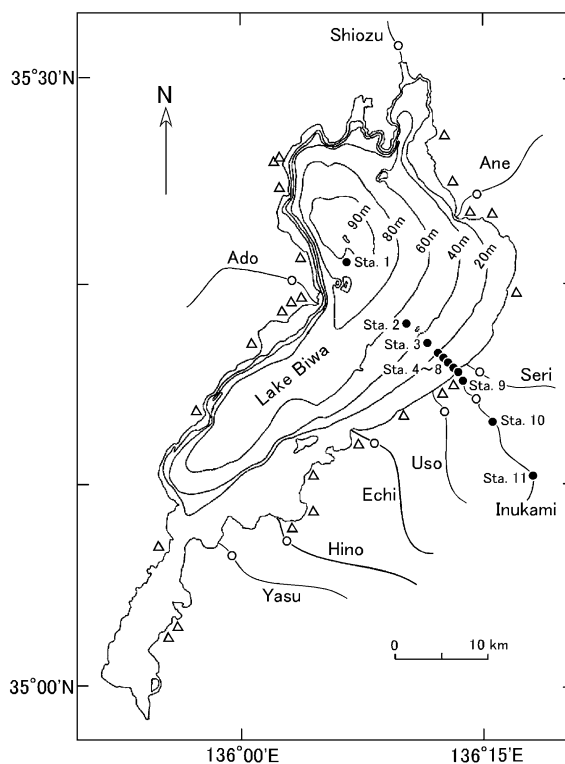 Shiozu
35°30'N
N
Ane
90m
80m
60m
40m
20m
Sta. 1
Ado
Sta. 2
Sta. 3
Lake Biwa
Sta. 4～8
Seri
Sta. 9
Sta. 10
Uso
Sta. 11
Echi
Inukami
Hino
Yasu
0 10 km
35°00'N
136°00'E 136°15'E